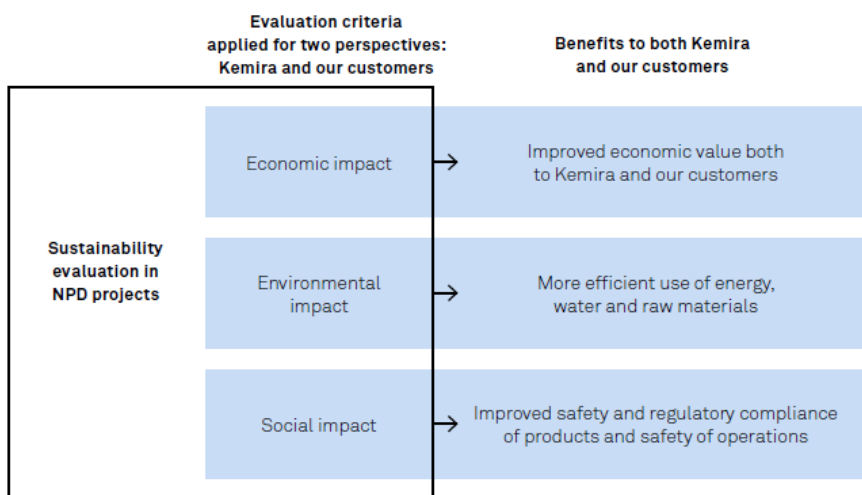 Evaluation criteria
applied for two perspectives:
Kemira and our customers
Benefits to both Kemira
and our customers
Sustainability
evaluation in
NPD projects
Economic impact
Improved economic value both
to Kemira and our customers
Environmental
impact
More efficient use of energy,
water and raw materials
Social impact
Improved safety and regulatory compliance
of products and safety of operations